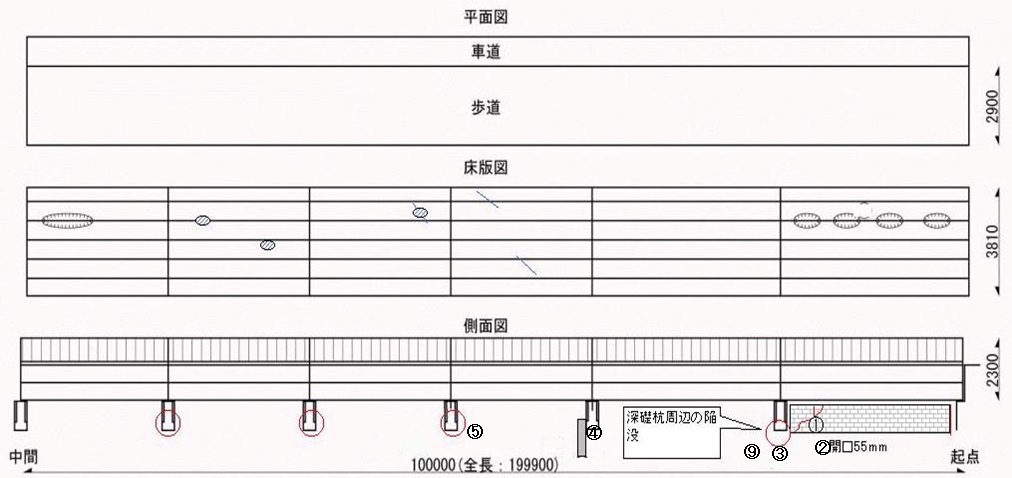 平面図
車道
歩道
2900
床版図
3810
側面図
2300
深礎杭周辺の陥
没
⑤
④
⑨
③
①
②開口55mm
中間
起点
100000(全長:199900)